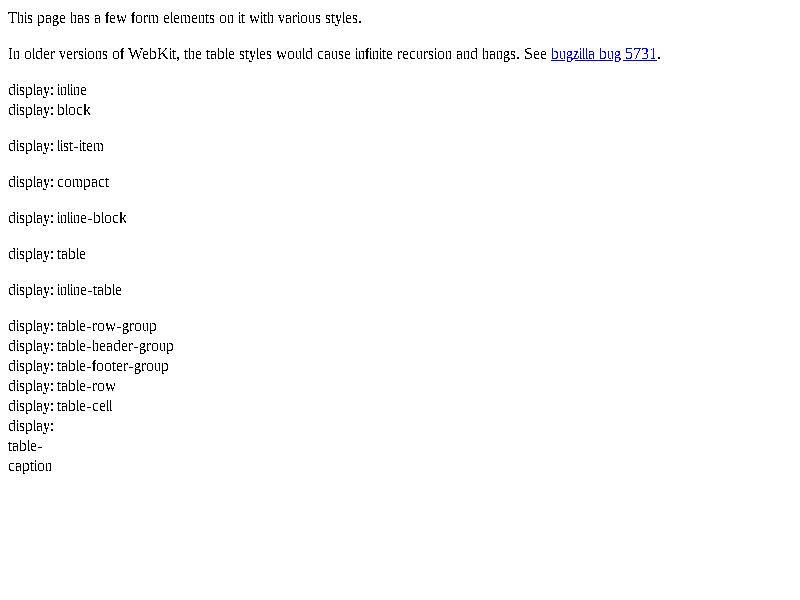 This page has a few form elements on it with various styles.
In older versions of WebKit, the table styles would cause infinite recursion and hangs. See bugzilla bug 5731.
display: inline
display: block
display: list-item
display: compact
display: inline-block
display: table
display: inline-table
display: table-row-group
display: table-header-group
display: table-footer-group
display: table-row
display: table-cell
display:
table-
caption